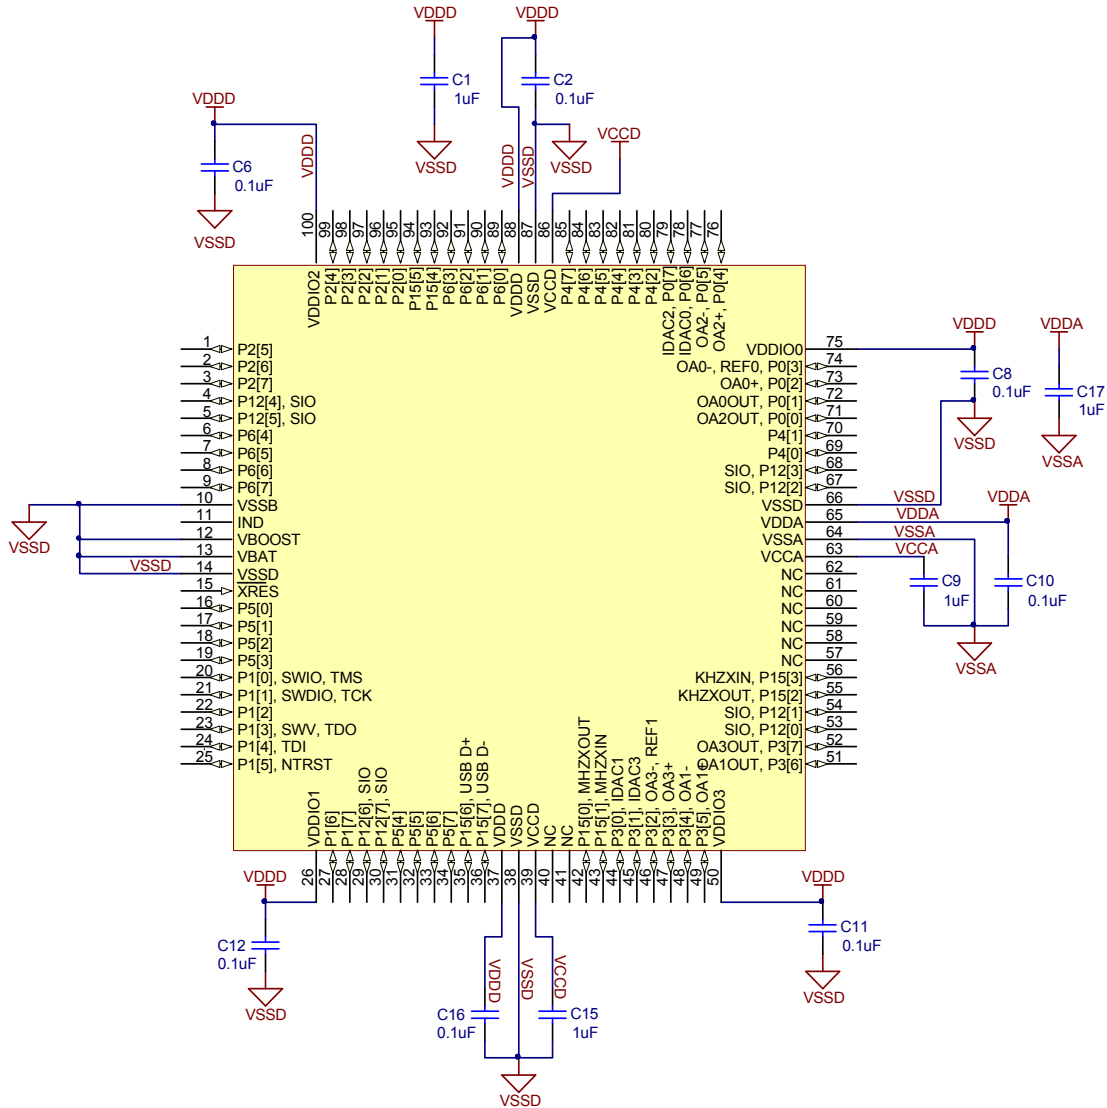 VDDD
C1
1uF
VSSD
VDDD
C2
0.1uF
VSSD
VDDD
C6
0.1uF
VSSD
VDDD
VDDD
VSSD
VCCD
100
99
98
97
96
95
94
93
92
91
90
89
88
87
86
85
84
83
82
81
80
79
78
77
76
VDDIO2
P2[4]
P2[3]
P2[2]
P2[1]
P2[0]
P15[5]
P15[4]
P6[3]
P6[2]
P6[1]
P6[0]
VDDD
VSSD
VCCD
P4[7]
P4[6]
P4[5]
P4[4]
P4[3]
P4[2]
IDAC2, P0[7]
IDAC0, P0[6]
OA2-, P0[5]
OA2+, P0[4]
1 P2[5]
2 P2[6]
3 P2[7]
4 P12[4], SIO
5 P12[5], SIO
6 P6[4]
7 P6[5]
8 P6[6]
9 P6[7]
10 VSSB
11 IND
12 VBOOST
13 VBAT
14 VSSD
15 XRES
16 P5[0]
17 P5[1]
18 P5[2]
19 P5[3]
20 P1[0], SWIO, TMS
21 P1[1], SWDIO, TCK
22 P1[2]
23 P1[3], SWV, TDO
24 P1[4], TDI
25 P1[5], NTRST
VSSD
VSSD
VDDIO0 75
OA0-, REF0, P0[3] 74
OA0+, P0[2] 73
OA0OUT, P0[1] 72
OA2OUT, P0[0] 71
P4[1] 70
P4[0] 69
SIO, P12[3] 68
SIO, P12[2] 67
VSSD 66
VDDA 65
VSSA 64
VCCA 63
NC 62
NC 61
NC 60
NC 59
NC 58
NC 57
KHZXIN, P15[3] 56
KHZXOUT, P15[2] 55
SIO, P12[1] 54
SIO, P12[0] 53
OA3OUT, P3[7] 52
OA1OUT, P3[6] 51
VDDD
C8
0.1uF
VSSD
VDDA
C17
1uF
VSSA
VSSD
VDDA
VSSA
VCCA
VDDA
C9
1uF
C10
0.1uF
VSSA
VDDIO1
P1[6]
P1[7]
P12[6], SIO
P12[7], SIO
P5[4]
P5[5]
P5[6]
P5[7]
P15[6], USB D+
P15[7], USB D-
VDDD
VSSD
VCCD
NC
NC
P15[0], MHZXOUT
P15[1], MHZXIN
P3[0], IDAC1
P3[1], IDAC3
P3[2], OA3-, REF1
P3[3], OA3+
P3[4], OA1-
P3[5], OA1+
VDDIO3
26
27
28
29
30
31
32
33
34
35
36
37
38
39
40
41
42
43
44
45
46
47
48
49
50
VDDD
C12
0.1uF
VSSD
VDDD
VSSD
VCCD
C16
0.1uF
C15
1uF
VSSD
VDDD
C11
0.1uF
VSSD